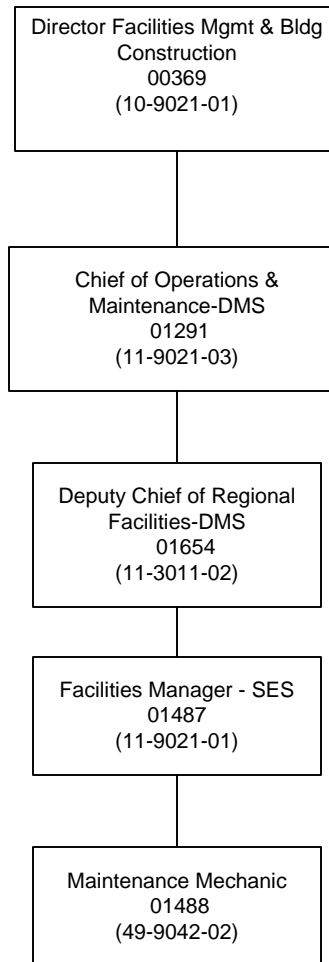 Director Facilities Mgmt & Bldg
Construction
00369
(10-9021-01)
Chief of Operations &
Maintenance-DMS
01291
(11-9021-03)
Deputy Chief of Regional
Facilities-DMS
01654
(11-3011-02)
Facilities Manager - SES
01487
(11-9021-01)
Maintenance Mechanic
01488
(49-9042-02)